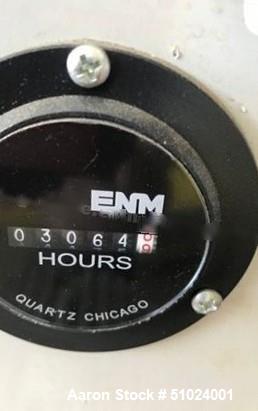 ENM
03064
HOURS
QUARTZ CHICAGO
Aaron Stock # 51024001